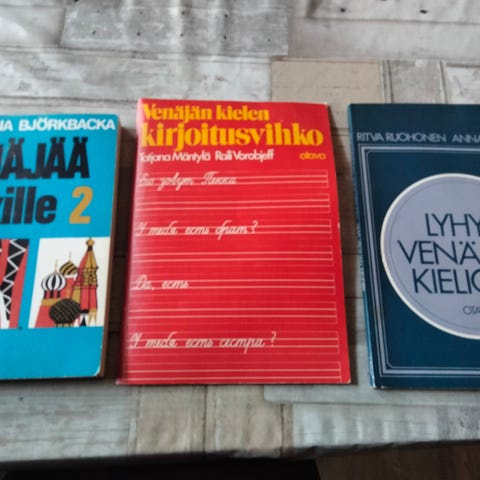 NA BJÖRKBACKA
ÄJÄÄ
ille 2
Venäjän kielen
kirjoitusvihko
Tatjana Mäntylä Raili Vorobjeff
otava
Его зовут Пекка
У тебя есть брат?
Да, есть
У тебя есть сестра?
RITVA RUOHONEN ANNA
LYHY
VENÄ
KIELIO
OTA